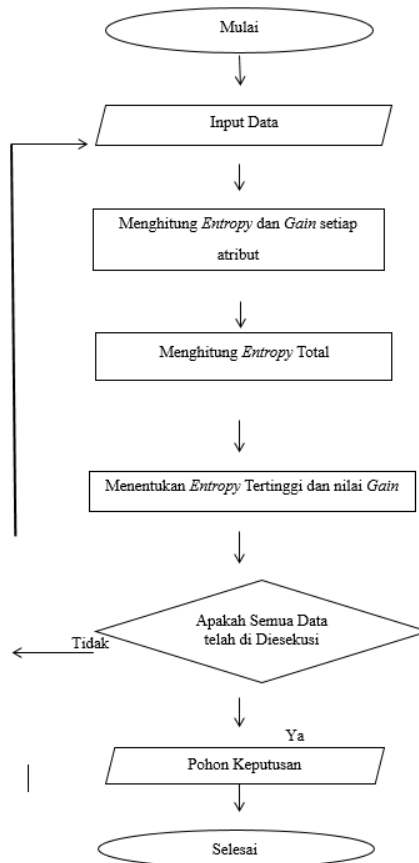 Mulai
Input Data
Menghitung Entropy dan Gain setiap
atribut
Menghitung Entropy Total
Menentukan Entropy Tertinggi dan nilai Gain
Apakah Semua Data
telah di Diesekusi
Tidak
Ya
Pohon Keputusan
Selesai